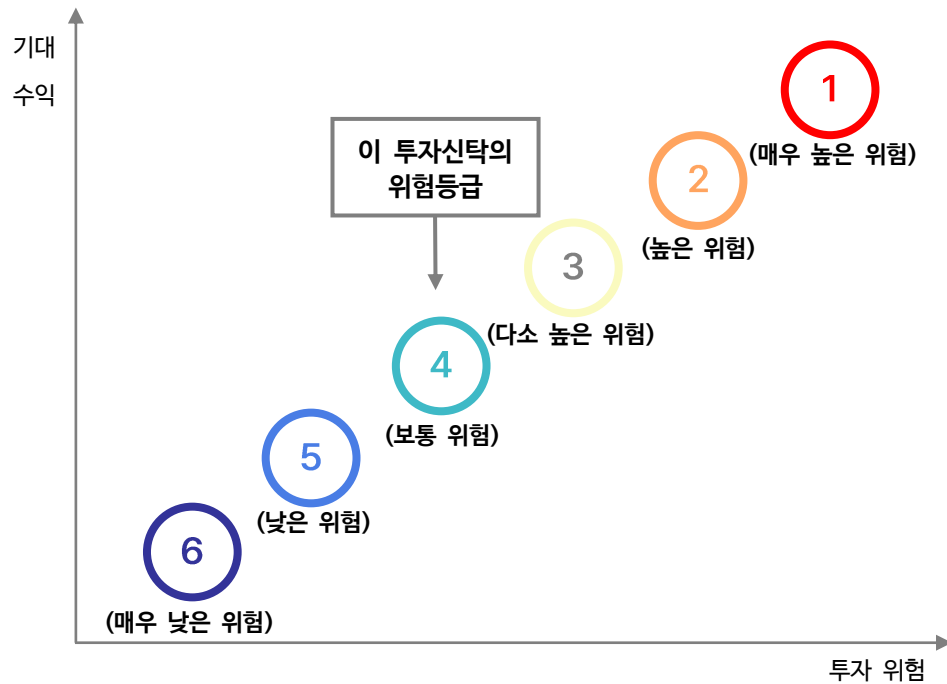 기대
수익
1
(매우 높은 위험)
이 투자신탁의
위험등급
2
(높은 위험)
3
(다소 높은 위험)
4
(보통 위험)
5
(낮은 위험)
6
(매우 낮은 위험)
투자 위험